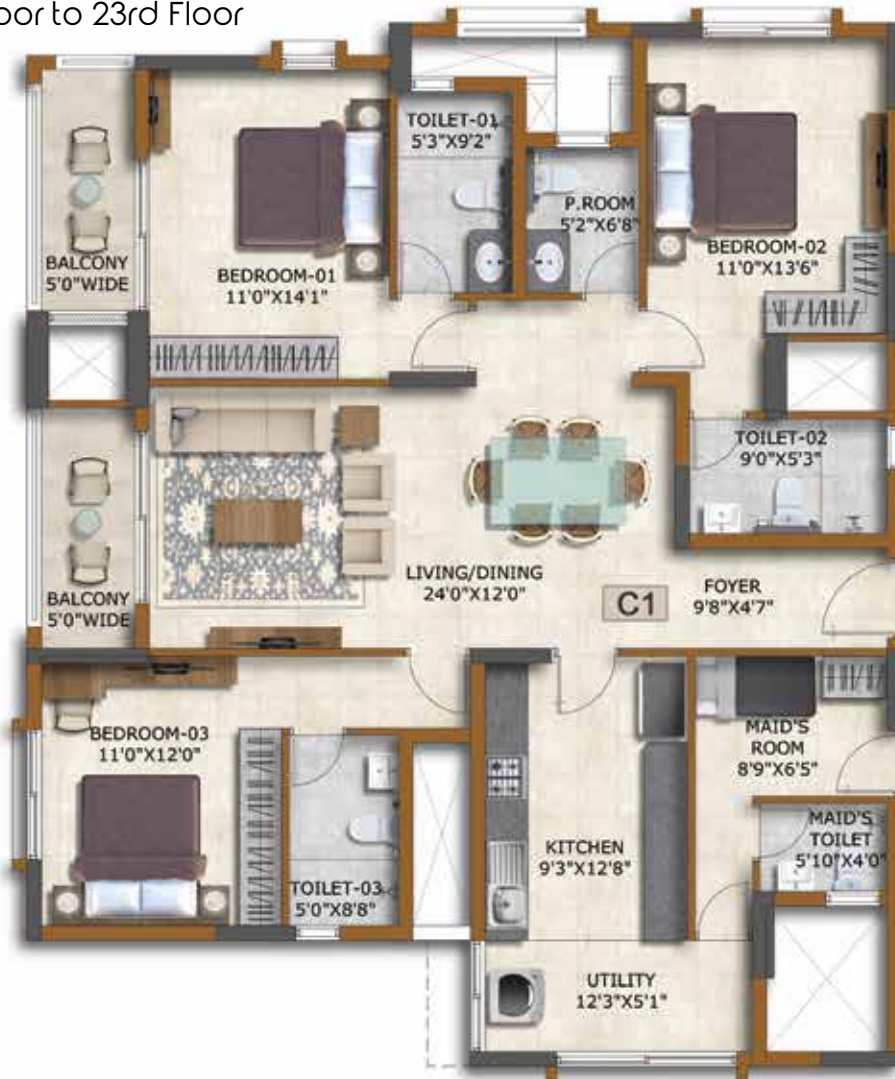 oor to 23rd Floor
TOILET-01
5'3"X9'2"
P.ROOM
5'2"X6'8"
BALCONY
5'0"WIDE
BEDROOM-01
11'0"X14'1"
BEDROOM-02
11'0"X13'6"
TOILET-02
9'0"X5'3"
BALCONY
5'0"WIDE
LIVING/DINING
24'0"X12'0"
C1
FOYER
9'8"X4'7"
BEDROOM-03
11'0"X12'0"
MAID'S
ROOM
8'9"X6'5"
TOILET-03
5'0"X8'8"
KITCHEN
9'3"X12'8"
MAID'S
TOILET
5'10"X4'0"
UTILITY
12'3"X5'1"